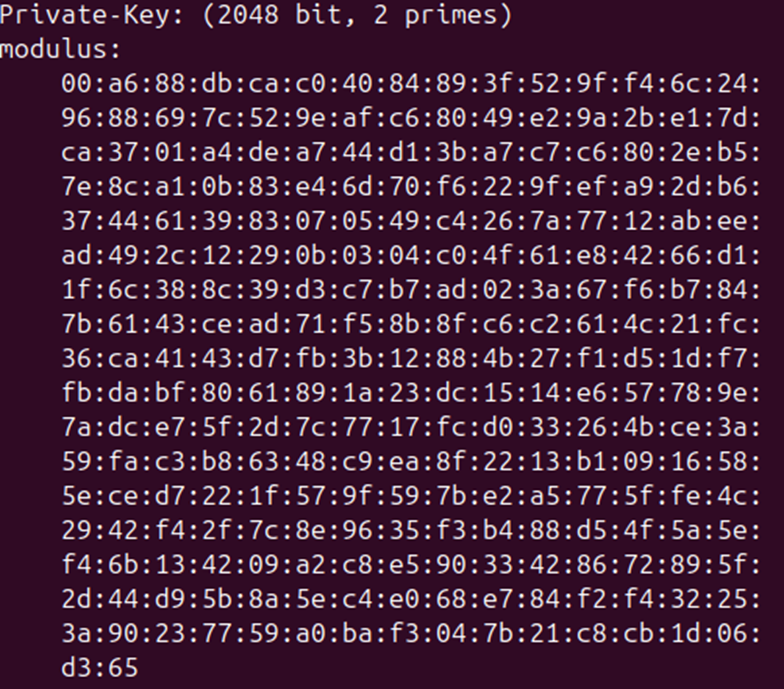 Private-Key: (2048 bit, 2 primes)
modulus:
00:a6:88:db:ca:c0:40:84:89:3f:52:9f:f4:6c:24:
96:88:69:7c:52:9e:af:c6:80:49:e2:9a:2b:e1:7d:
ca:37:01:a4:de:a7:44:d1:3b:a7:c7:c6:80:2e:b5:
7e:8c:a1:0b:83:e4:6d:70:f6:22:9f:ef:a9:2d:b6:
37:44:61:39:83:07:05:49:c4:26:7a:77:12:ab:ee:
ad:49:2c:12:29:0b:03:04:c0:4f:61:e8:42:66:d1:
1f:6c:38:8c:39:d3:c7:b7:ad:02:3a:67:f6:b7:84:
7b:61:43:ce:ad:71:f5:8b:8f:c6:c2:61:4c:21:fc:
36:ca:41:43:d7:fb:3b:12:88:4b:27:f1:d5:1d:f7:
fb:da:bf:80:61:89:1a:23:dc:15:14:e6:57:78:9e:
7a:dc:e7:5f:2d:7c:77:17:fc:d0:33:26:4b:ce:3a:
59:fa:c3:b8:63:48:c9:ea:8f:22:13:b1:09:16:58:
5e:ce:d7:22:1f:57:9f:59:7b:e2:a5:77:5f:fe:4c:
29:42:f4:2f:7c:8e:96:35:f3:b4:88:d5:4f:5a:5e:
f4:6b:13:42:09:a2:c8:e5:90:33:42:86:72:89:5f:
2d:44:d9:5b:8a:5e:c4:e0:68:e7:84:f2:f4:32:25:
3a:90:23:77:59:a0:ba:f3:04:7b:21:c8:cb:1d:06:
d3:65